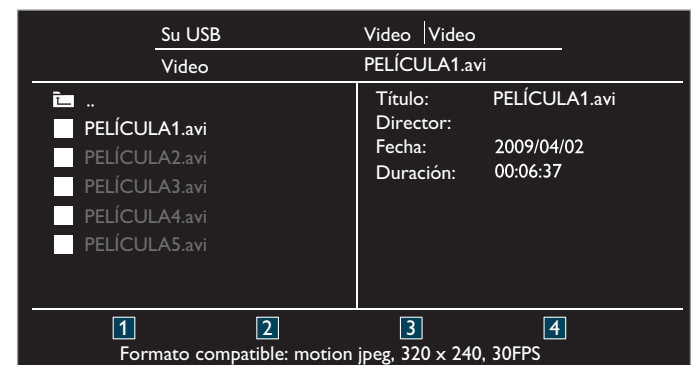 Su USB
Video | Video
Video
PELÍCULA1.avi
..
PELÍCULA1.avi
PELÍCULA2.avi
PELÍCULA3.avi
PELÍCULA4.avi
PELÍCULA5.avi
Título: PELÍCULA1.avi
Director:
Fecha: 2009/04/02
Duración: 00:06:37
1 2 3 4
Formato compatible: motion jpeg, 320 x 240, 30FPS